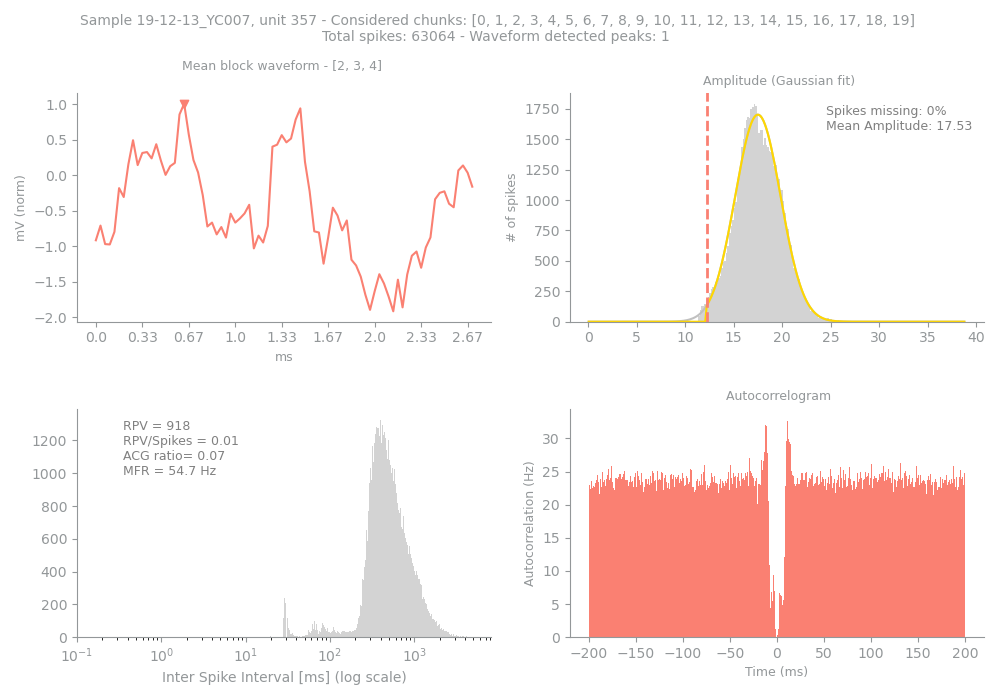 Sample 19-12-13_YC007, unit 357 - Considered chunks: [0, 1, 2, 3, 4, 5, 6, 7, 8, 9, 10, 11, 12, 13, 14, 15, 16, 17, 18, 19]
Total spikes: 63064 - Waveform detected peaks: 1
Mean block waveform - [2, 3, 4]
1.0
0.5
0.0
−0.5
−1.0
−1.5
−2.0
mV (norm)
0.0 0.33 0.67 1.0 1.33 1.67 2.0 2.33 2.67
ms
Amplitude (Gaussian fit)
Spikes missing: 0%
Mean Amplitude: 17.53
1750
1500
1250
1000
750
500
250
0
# of spikes
0 5 10 15 20 25 30 35 40
RPV = 918
RPV/Spikes = 0.01
ACG ratio= 0.07
MFR = 54.7 Hz
1200
1000
800
600
400
200
0
10⁻¹ 10⁰ 10¹ 10² 10³
Inter Spike Interval [ms] (log scale)
Autocorrelogram
30
25
20
15
10
5
0
Autocorrelation (Hz)
−200 −150 −100 −50 0 50 100 150 200
Time (ms)